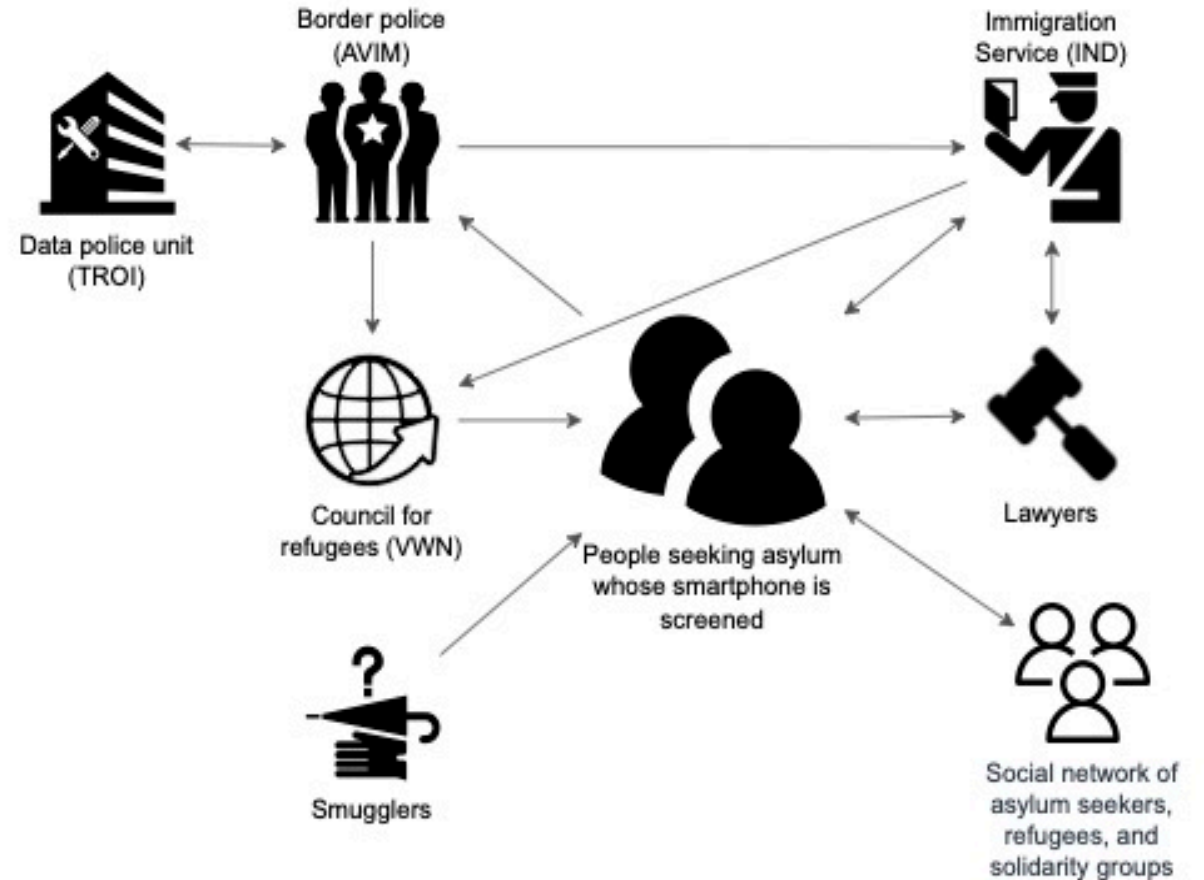 Border police
(AVIM)
Immigration
Service (IND)
Data police unit
(TROI)
Council for
refugees (VWN)
Lawyers
People seeking asylum
whose smartphone is
screened
?
Smugglers
Social network of
asylum seekers,
refugees, and
solidarity groups